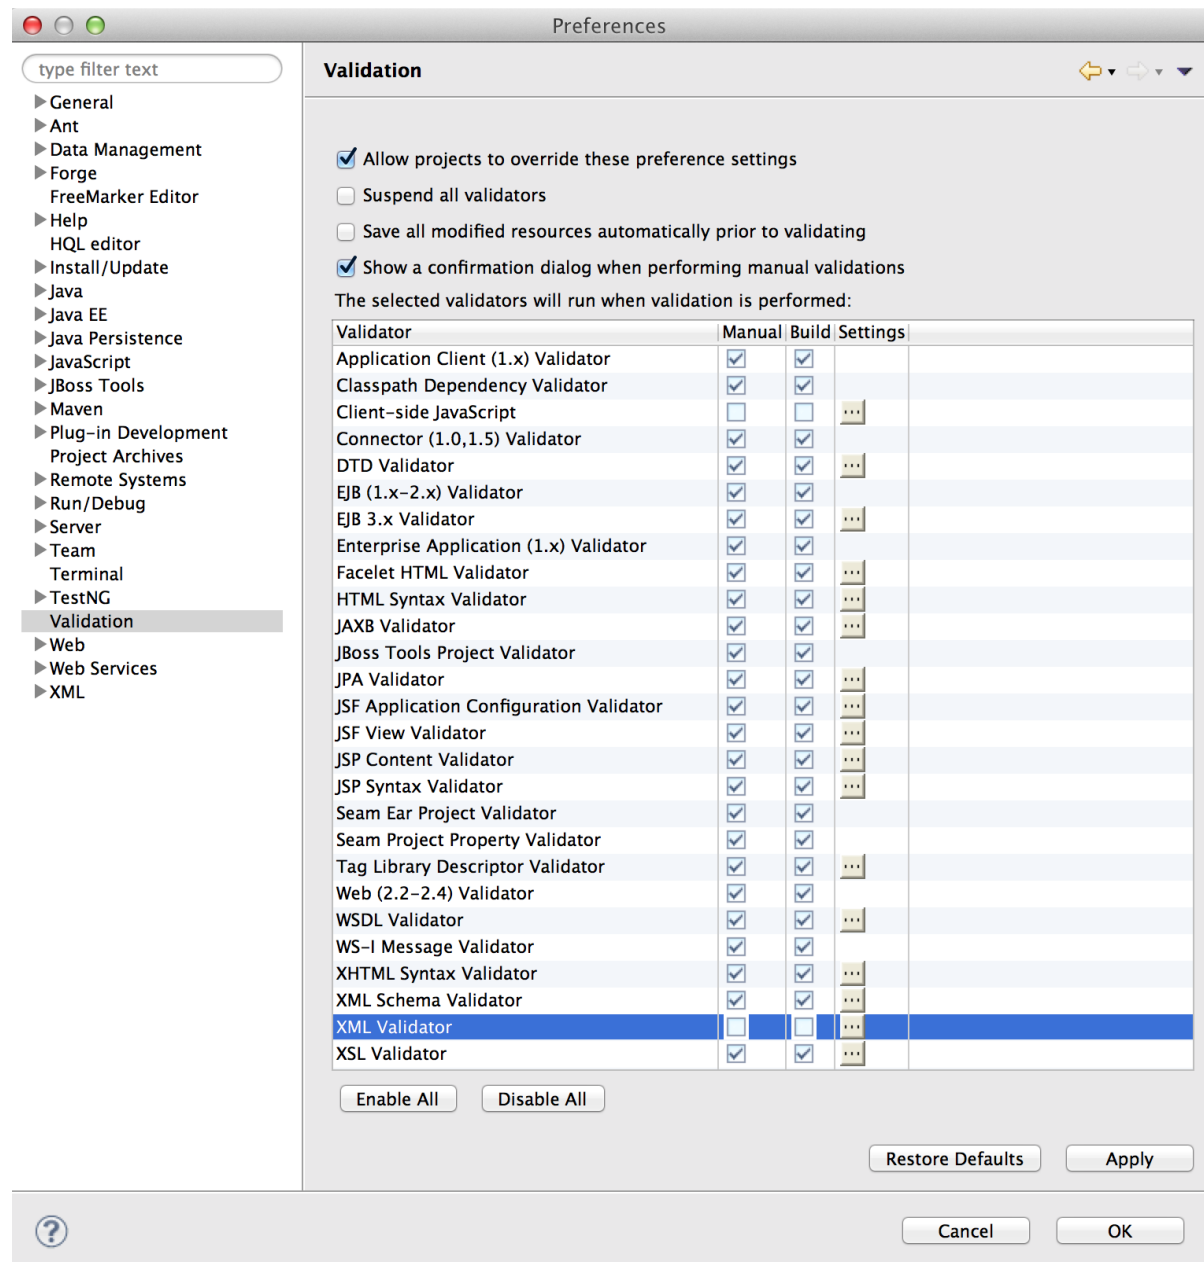 Preferences
type filter text
General
Ant
Data Management
Forge
FreeMarker Editor
Help
HQL editor
Install/Update
Java
Java EE
Java Persistence
JavaScript
JBoss Tools
Maven
Plug-in Development
Project Archives
Remote Systems
Run/Debug
Server
Team
Terminal
TestNG
Validation
Web
Web Services
XML
Validation
Allow projects to override these preference settings
Suspend all validators
Save all modified resources automatically prior to validating
Show a confirmation dialog when performing manual validations
The selected validators will run when validation is performed:
Validator Manual Build Settings
Application Client (1.x) Validator
Classpath Dependency Validator
Client-side JavaScript
Connector (1.0,1.5) Validator
DTD Validator
EJB (1.x-2.x) Validator
EJB 3.x Validator
Enterprise Application (1.x) Validator
Facelet HTML Validator
HTML Syntax Validator
JAXB Validator
JBoss Tools Project Validator
JPA Validator
JSF Application Configuration Validator
JSF View Validator
JSP Content Validator
JSP Syntax Validator
Seam Ear Project Validator
Seam Project Property Validator
Tag Library Descriptor Validator
Web (2.2-2.4) Validator
WSDL Validator
WS-I Message Validator
XHTML Syntax Validator
XML Schema Validator
XML Validator
XSL Validator
Enable All Disable All
Restore Defaults Apply
? Cancel OK